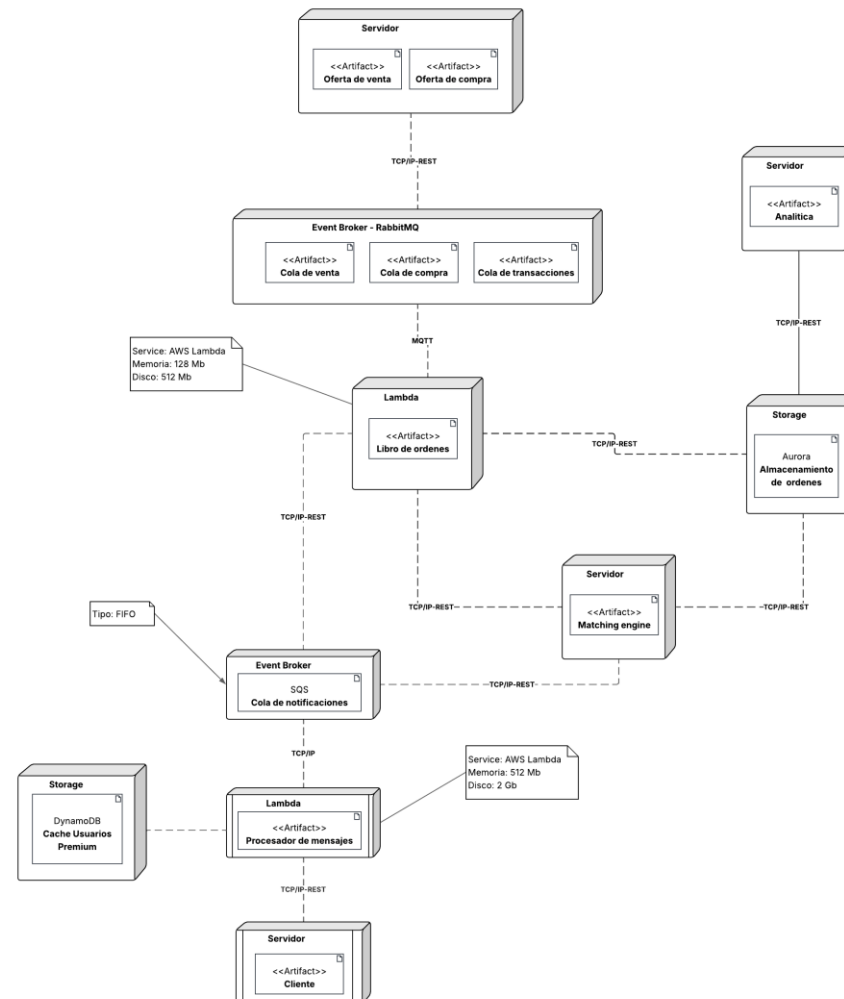 Servidor
<<Artifact>>
Oferta de venta
<<Artifact>>
Oferta de compra
TCP/IP-REST
Servidor
<<Artifact>>
Analitica
Event Broker - RabbitMQ
<<Artifact>>
Cola de venta
<<Artifact>>
Cola de compra
<<Artifact>>
Cola de transacciones
TCP/IP-REST
MQTT
Service: AWS Lambda
Memoria: 128 Mb
Disco: 512 Mb
Lambda
<<Artifact>>
Libro de ordenes
TCP/IP-REST
Storage
Aurora
Almacenamiento
de ordenes
TCP/IP-REST
Servidor
<<Artifact>>
Matching engine
TCP/IP-REST
TCP/IP-REST
Tipo: FIFO
Event Broker
SQS
Cola de notificaciones
TCP/IP-REST
TCP/IP
Service: AWS Lambda
Memoria: 512 Mb
Disco: 2 Gb
Storage
DynamoDB
Cache Usuarios
Premium
Lambda
<<Artifact>>
Procesador de mensajes
TCP/IP-REST
Servidor
<<Artifact>>
Cliente